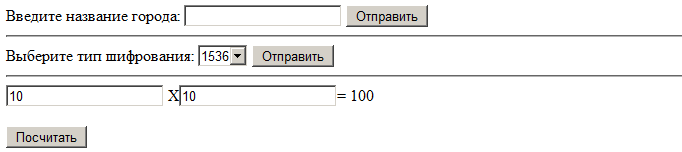 Введите название города: Отправить
Выберите тип шифрования: 1536 Отправить
10 X 10 = 100
Посчитать